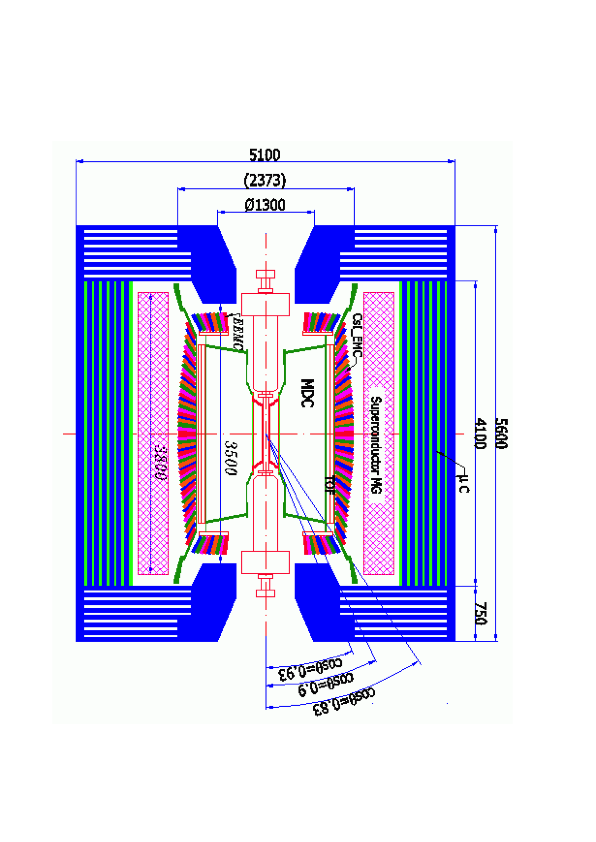 5100
(2373)
Ø1300
EEMC
CsI_EMC
MDC
Superconductor MG
5600
4100
3500
3800
μC
TOF
750
cosθ=0.93
cosθ=0.9
cosθ=0.83